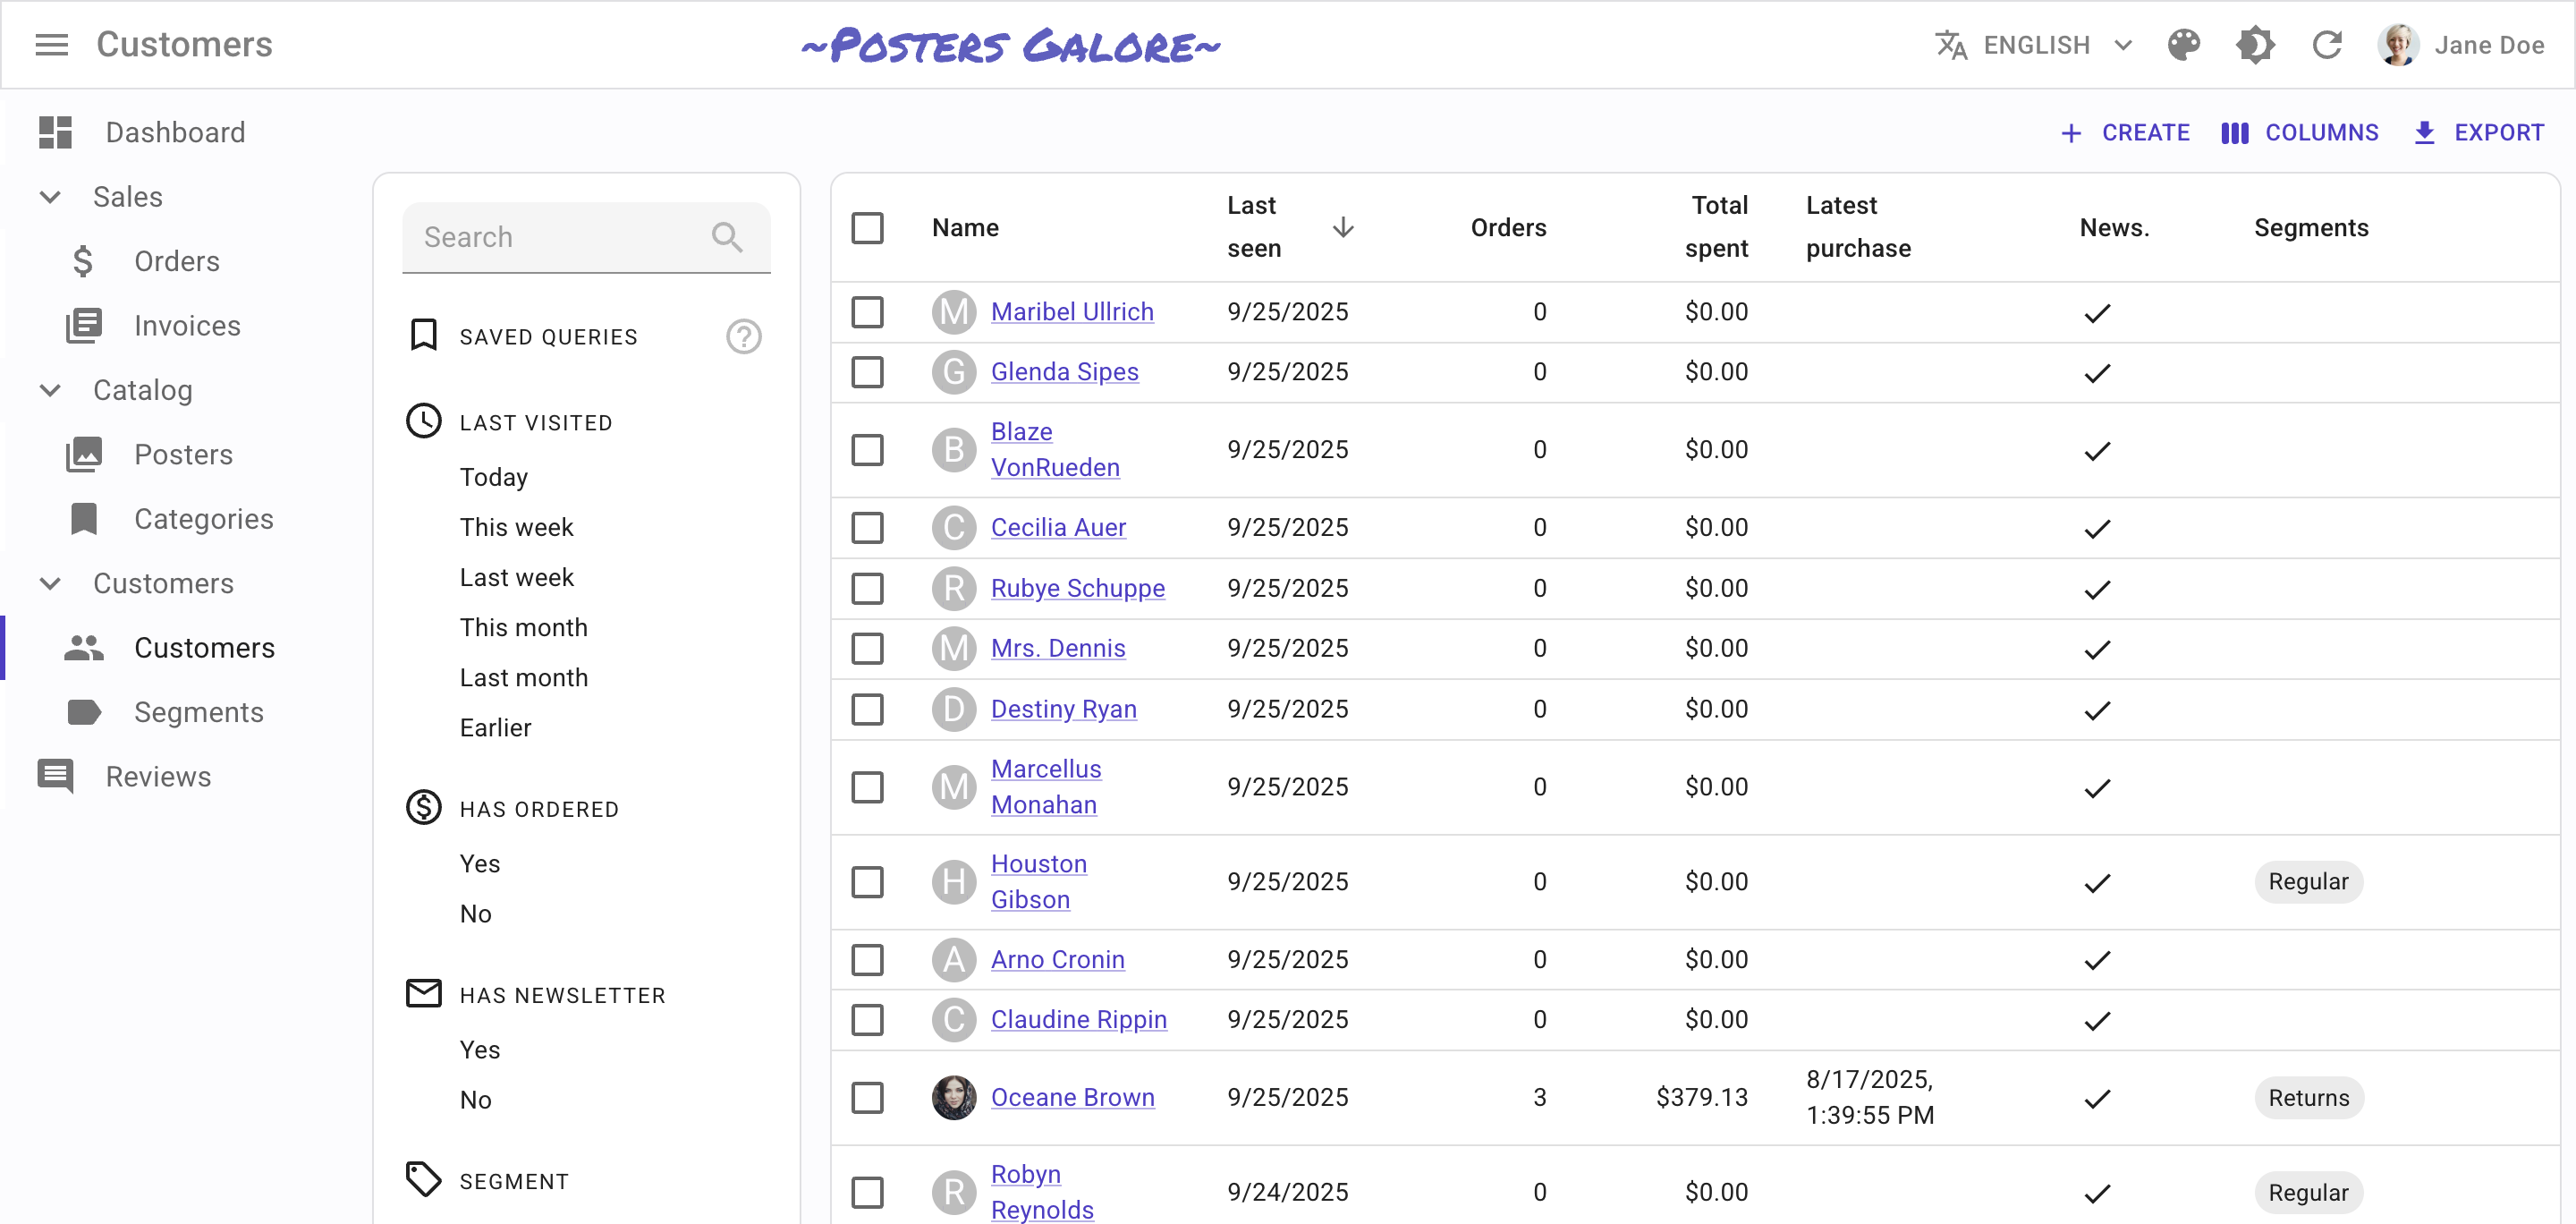 Customers
~Posters Galore~
ENGLISH
Jane Doe
CREATE
COLUMNS
EXPORT
Dashboard
Sales
Orders
Invoices
Catalog
Posters
Categories
Customers
Customers
Segments
Reviews
Search
SAVED QUERIES
?
LAST VISITED
Today
This week
Last week
This month
Last month
Earlier
HAS ORDERED
Yes
No
HAS NEWSLETTER
Yes
No
SEGMENT
Name Last seen Orders Total spent Latest purchase News. Segments
M Maribel Ullrich 9/25/2025 0 $0.00
G Glenda Sipes 9/25/2025 0 $0.00
B Blaze VonRueden 9/25/2025 0 $0.00
C Cecilia Auer 9/25/2025 0 $0.00
R Rubye Schuppe 9/25/2025 0 $0.00
M Mrs. Dennis 9/25/2025 0 $0.00
D Destiny Ryan 9/25/2025 0 $0.00
M Marcellus Monahan 9/25/2025 0 $0.00
H Houston Gibson 9/25/2025 0 $0.00 Regular
A Arno Cronin 9/25/2025 0 $0.00
C Claudine Rippin 9/25/2025 0 $0.00
Oceane Brown 9/25/2025 3 $379.13 8/17/2025, 1:39:55 PM Returns
R Robyn Reynolds 9/24/2025 0 $0.00 Regular